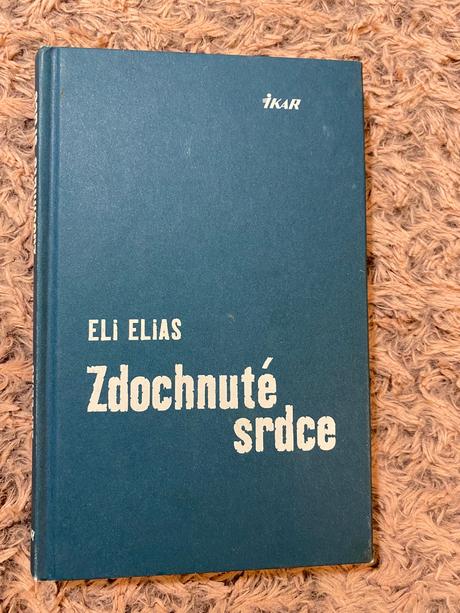 iKAR
ELi ELiAS
Zdochnuté
srdce